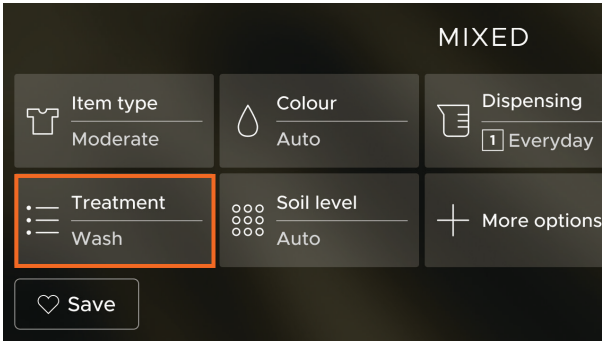 MIXED
Item type
Moderate
Colour
Auto
Dispensing
1 Everyday
Treatment
Wash
Soil level
Auto
More options
Save